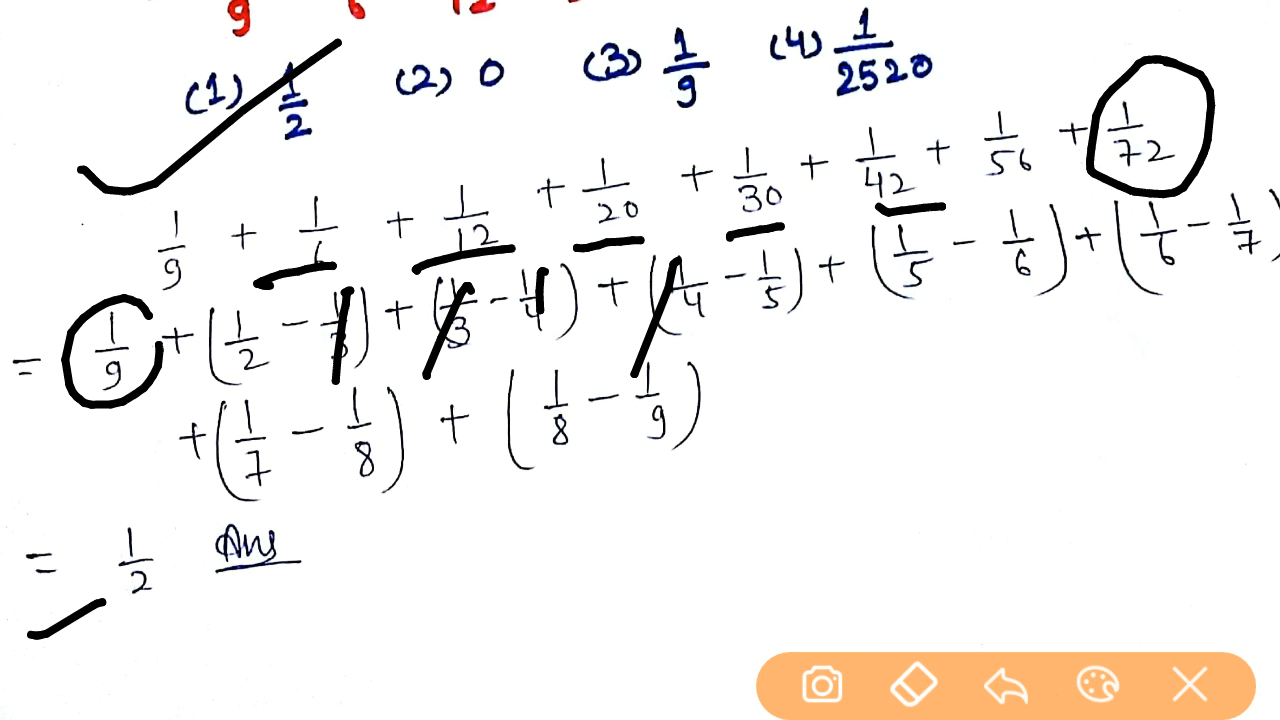 9 6 12
(1) 1/2 (2) 0 (3) 1/9 (4) 1/2520
1/9 + 1/6 + 1/12 + 1/20 + 1/30 + 1/42 + 1/56 + 1/72
= 1/9 + (1/2 - 1/3) + (1/3 - 1/4) + (1/4 - 1/5) + (1/5 - 1/6) + (1/6 - 1/7)
+ (1/7 - 1/8) + (1/8 - 1/9)
= 1/2 Ans